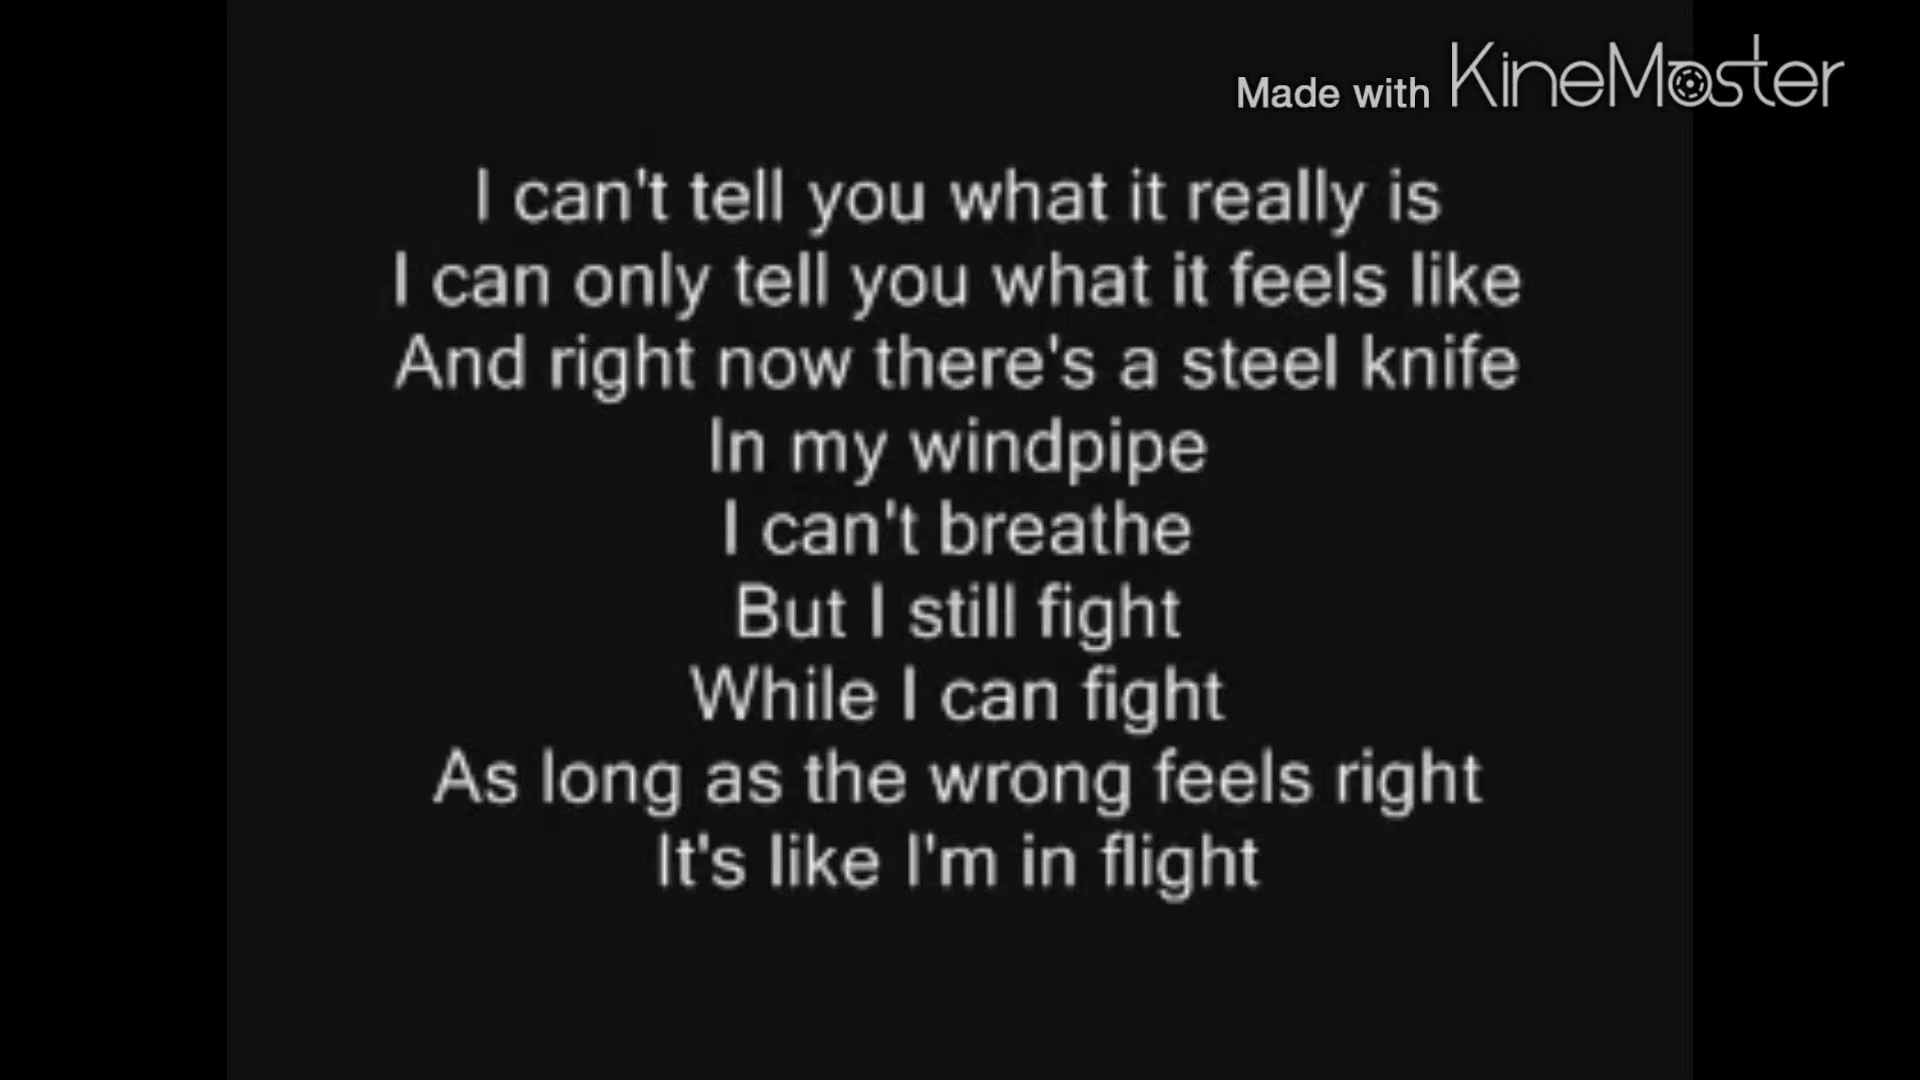 Made with KineMaster
I can't tell you what it really is
I can only tell you what it feels like
And right now there's a steel knife
In my windpipe
I can't breathe
But I still fight
While I can fight
As long as the wrong feels right
It's like I'm in flight